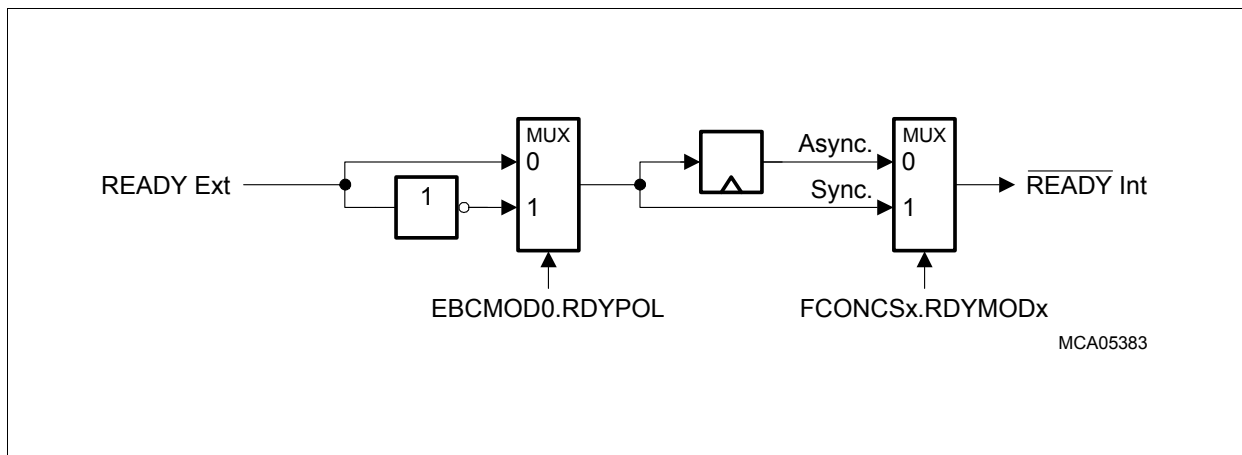 MUX
MUX
Async.
0
0
READY Ext
READY Int
1
Sync.
1
1
EBCMOD0.RDYPOL
FCONCSx.RDYMODx
MCA05383